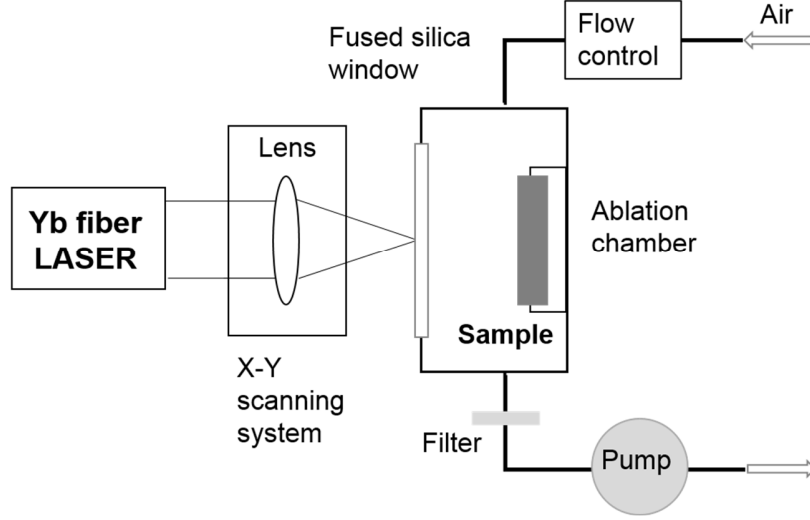 Flow
control
Air
Fused silica
window
Lens
Yb fiber
LASER
Ablation
chamber
Sample
X-Y
scanning
system
Filter
Pump